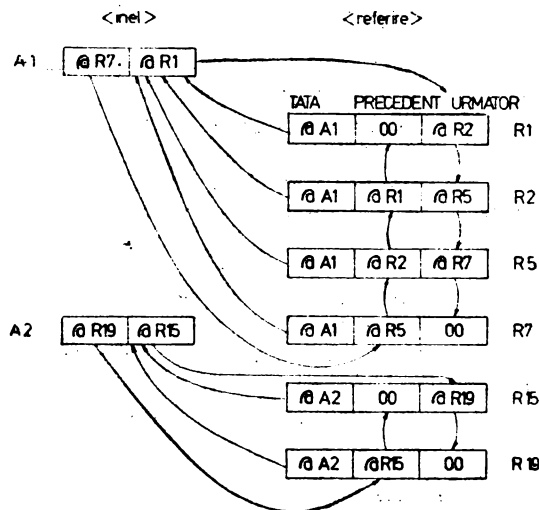 <inel> <referire>
A1 @ R7. @ R1
TATA PRECEDENT URMATOR
@ A1 00 @ R2 R1
@ A1 @ R1 @ R5 R2
@ A1 @ R2 @ R7 R5
@ A1 @ R5 00 R7
A2 @ R19 @ R15
@ A2 00 @ R19 R15
@ A2 @R15 00 R19